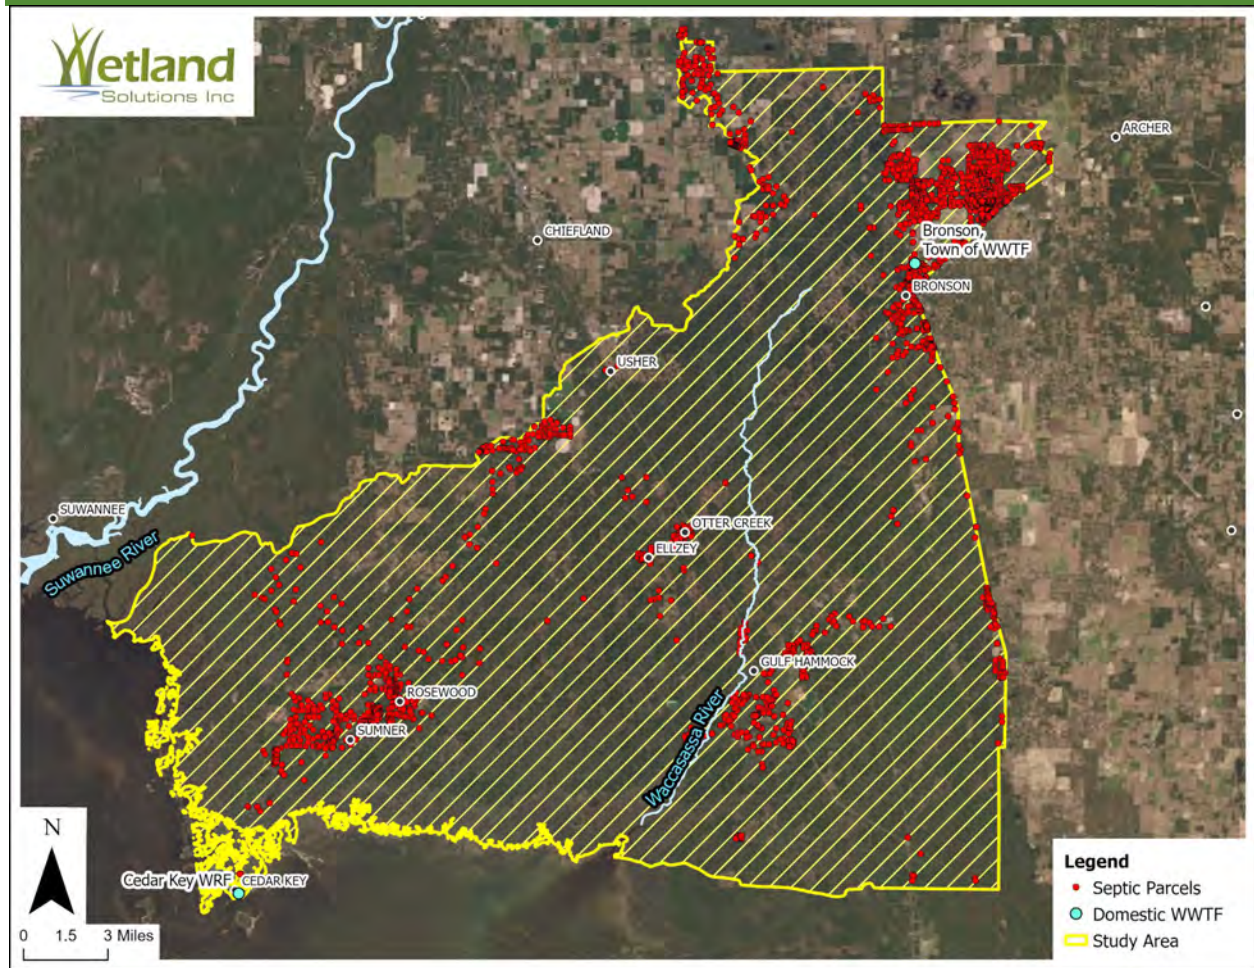 Wetland
Solutions Inc
ARCHER
CHIEFLAND
Bronson,
Town of WWTF
BRONSON
USHER
SUWANNEE
Suwannee River
OTTER CREEK
ELLZEY
GULF HAMMOCK
ROSEWOOD
SUMNER
Waccasassa River
Cedar Key WRF
CEDAR KEY
N
0 1.5 3 Miles
Legend
Septic Parcels
Domestic WWTF
Study Area